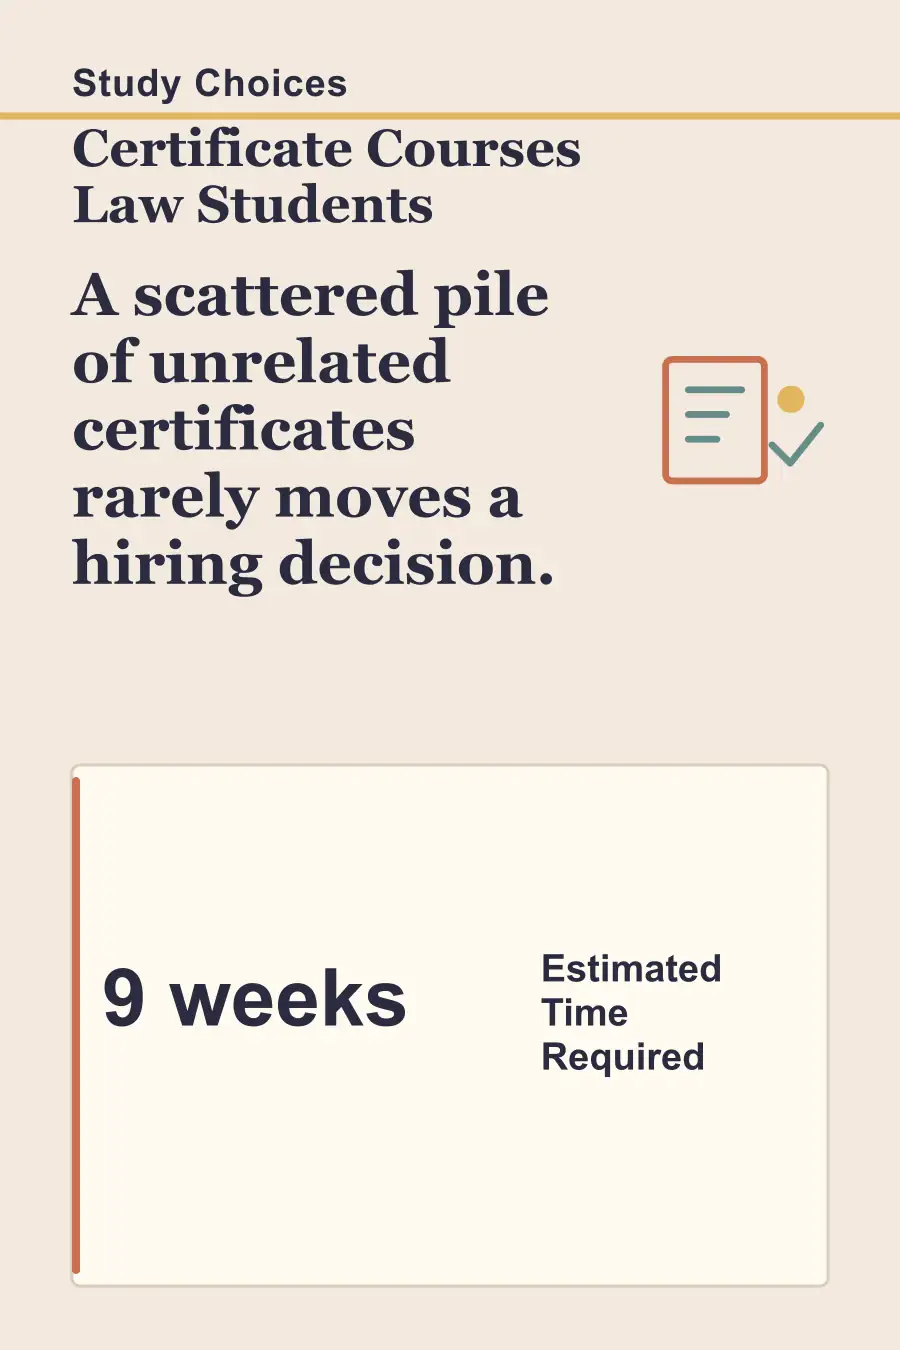 Study Choices
Certificate Courses
Law Students
A scattered pile
of unrelated
certificates
rarely moves a
hiring decision.
9 weeks
Estimated
Time
Required